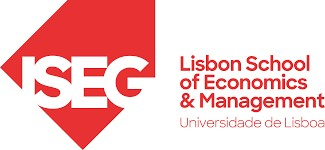 ISEG
Lisbon School
of Economics
& Management
Universidade de Lisboa